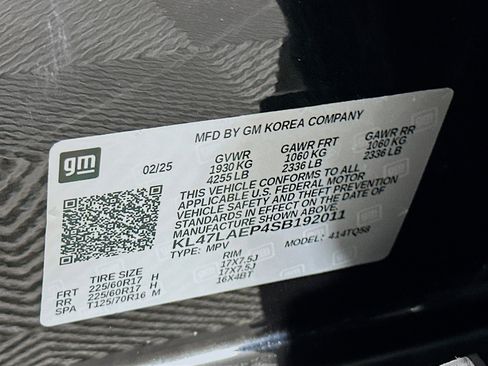 MFD BY GM KOREA COMPANY
gm
02/25
GVWR GAWR FRT GAWR RR
1930 KG 1060 KG 1060 KG
4255 LB 2336 LB 2336 LB
THIS VEHICLE CONFORMS TO ALL
APPLICABLE U.S. FEDERAL MOTOR
VEHICLE SAFETY AND THEFT PREVENTION
STANDARDS IN EFFECT ON THE DATE OF
MANUFACTURE SHOWN ABOVE.
KL47LAEP4SB192011
TYPE: MPV MODEL: 414TQ58
TIRE SIZE RIM
FRT 225/60R17 H 17X7.5J
RR 225/60R17 H 17X7.5J
SPA T125/70R16 M 16X4BT